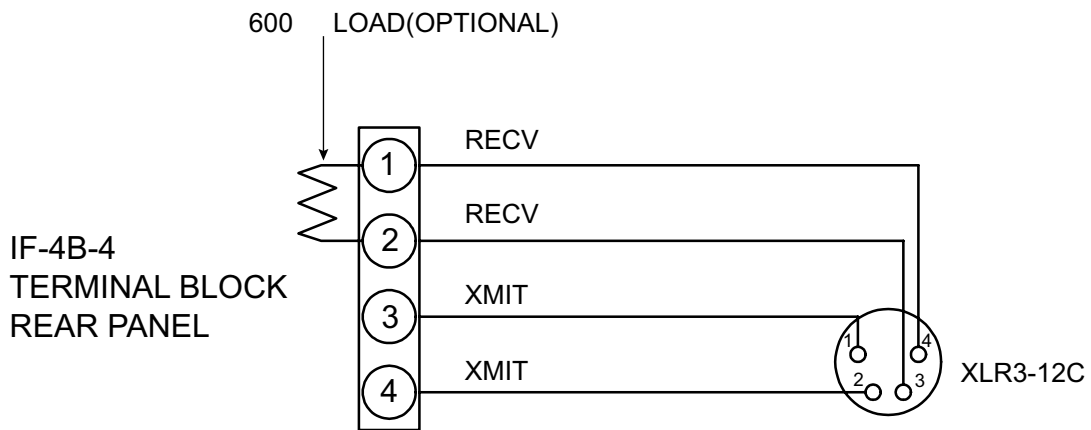 600 LOAD(OPTIONAL)
1 RECV
2 RECV
IF-4B-4
TERMINAL BLOCK
REAR PANEL
3 XMIT
4 XMIT
1 4
2 3
XLR3-12C